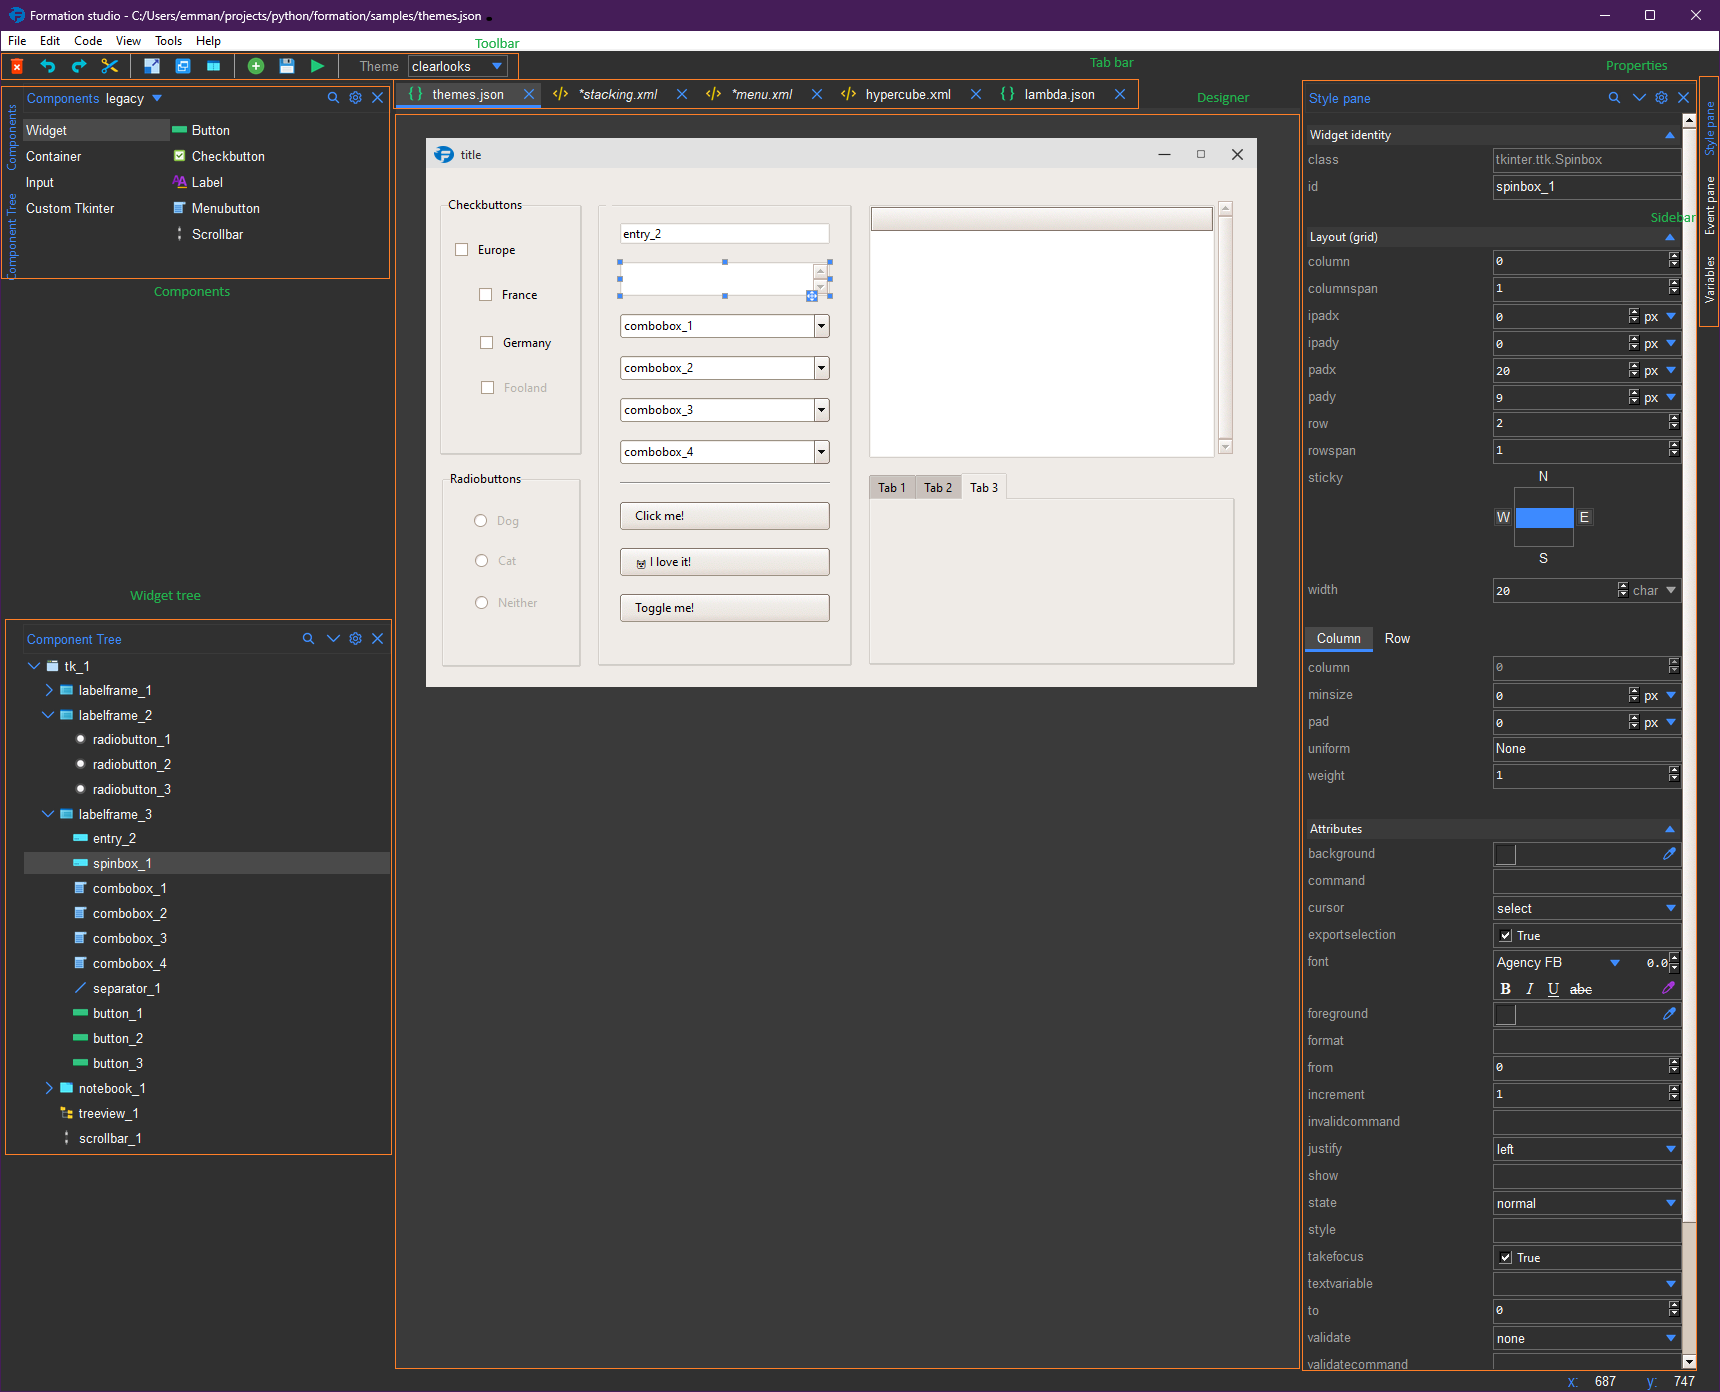 Formation studio - C:/Users/emman/projects/python/formation/samples/themes.json
File Edit Code View Tools Help
Toolbar
Theme clearlooks
Tab bar
Properties
Components legacy
themes.json *stacking.xml *menu.xml hypercube.xml lambda.json
Designer
Style pane
Components
Component Tree
Widget
Container
Input
Custom Tkinter
Button
Checkbutton
Label
Menubutton
Scrollbar
Components
Widget tree
Component Tree
tk_1
labelframe_1
labelframe_2
radiobutton_1
radiobutton_2
radiobutton_3
labelframe_3
entry_2
spinbox_1
combobox_1
combobox_2
combobox_3
combobox_4
separator_1
button_1
button_2
button_3
notebook_1
treeview_1
scrollbar_1
title
Checkbuttons
Europe
France
Germany
Fooland
Radiobuttons
Dog
Cat
Neither
entry_2
combobox_1
combobox_2
combobox_3
combobox_4
Click me!
I love it!
Toggle me!
Tab 1 Tab 2 Tab 3
Widget identity
class tkinter.ttk.Spinbox
id spinbox_1
Sidebar
Layout (grid)
column 0
columnspan 1
ipadx 0 px
ipady 0 px
padx 20 px
pady 9 px
row 2
rowspan 1
sticky N
W E
S
width 20 char
Column Row
column 0
minsize 0 px
pad 0 px
uniform None
weight 1
Attributes
background
command
cursor select
exportselection True
font Agency FB 0.0
B I U abc
foreground
format
from 0
increment 1
invalidcommand
justify left
show
state normal
style
takefocus True
textvariable
to 0
validate none
validatecommand
Style pane
Event pane
Variables
x: 687 y: 747